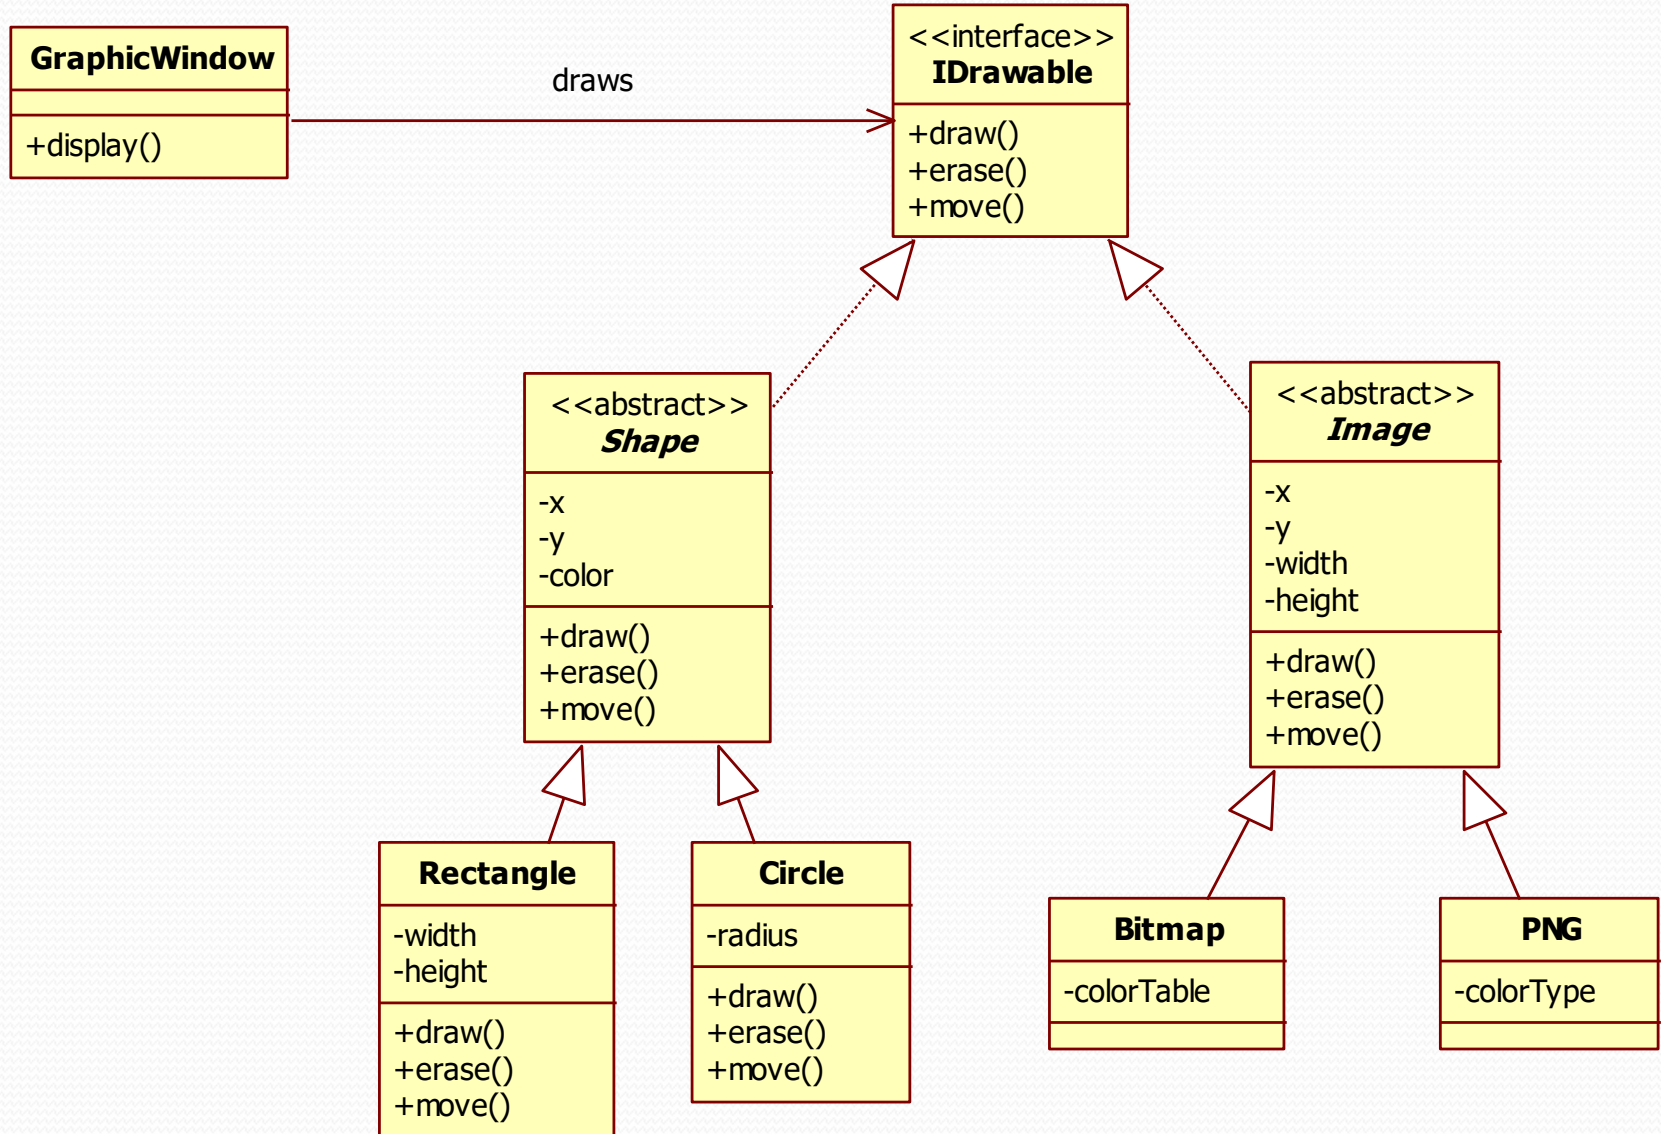 GraphicWindow
+display()
draws
<<interface>>
IDrawable
+draw()
+erase()
+move()
<<abstract>>
Shape
-x
-y
-color
+draw()
+erase()
+move()
<<abstract>>
Image
-x
-y
-width
-height
+draw()
+erase()
+move()
Rectangle
-width
-height
+draw()
+erase()
+move()
Circle
-radius
+draw()
+erase()
+move()
Bitmap
-colorTable
PNG
-colorType